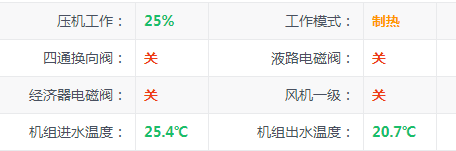 压机工作： 25% 工作模式： 制热
四通换向阀： 关 液路电磁阀： 关
经济器电磁阀： 关 风机一级： 关
机组进水温度： 25.4℃ 机组出水温度： 20.7℃